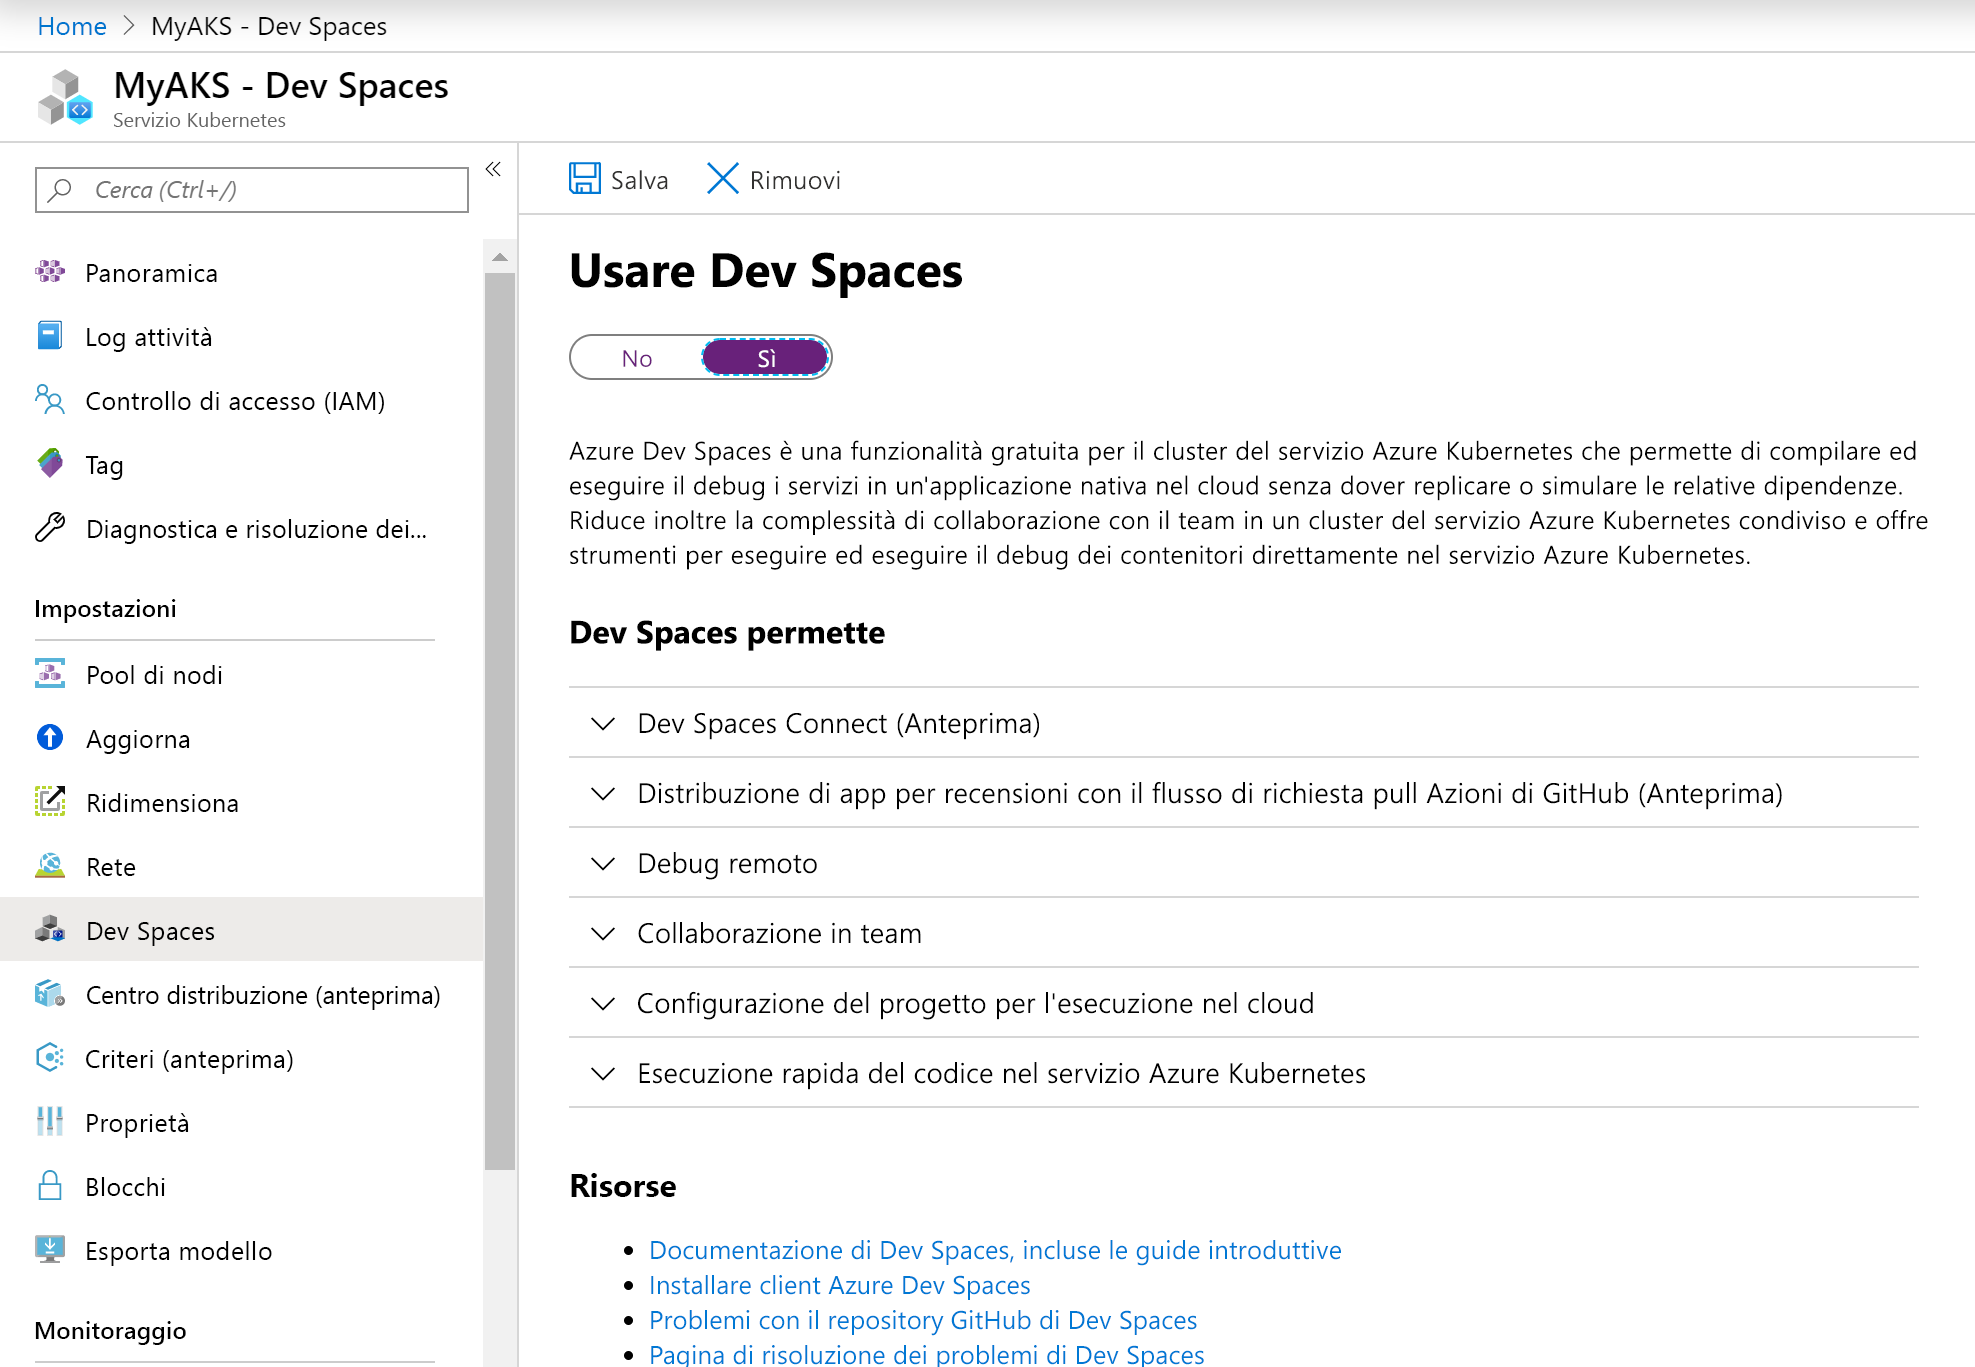 Home > MyAKS - Dev Spaces
MyAKS - Dev Spaces
Servizio Kubernetes
Cerca (Ctrl+/)
«
Panoramica
Log attività
Controllo di accesso (IAM)
Tag
Diagnostica e risoluzione dei...
Impostazioni
Pool di nodi
Aggiorna
Ridimensiona
Rete
Dev Spaces
Centro distribuzione (anteprima)
Criteri (anteprima)
Proprietà
Blocchi
Esporta modello
Monitoraggio
Salva Rimuovi
Usare Dev Spaces
No Sì
Azure Dev Spaces è una funzionalità gratuita per il cluster del servizio Azure Kubernetes che permette di compilare ed
eseguire il debug i servizi in un'applicazione nativa nel cloud senza dover replicare o simulare le relative dipendenze.
Riduce inoltre la complessità di collaborazione con il team in un cluster del servizio Azure Kubernetes condiviso e offre
strumenti per eseguire ed eseguire il debug dei contenitori direttamente nel servizio Azure Kubernetes.
Dev Spaces permette
Dev Spaces Connect (Anteprima)
Distribuzione di app per recensioni con il flusso di richiesta pull Azioni di GitHub (Anteprima)
Debug remoto
Collaborazione in team
Configurazione del progetto per l'esecuzione nel cloud
Esecuzione rapida del codice nel servizio Azure Kubernetes
Risorse
• Documentazione di Dev Spaces, incluse le guide introduttive
• Installare client Azure Dev Spaces
• Problemi con il repository GitHub di Dev Spaces
• Pagina di risoluzione dei problemi di Dev Spaces